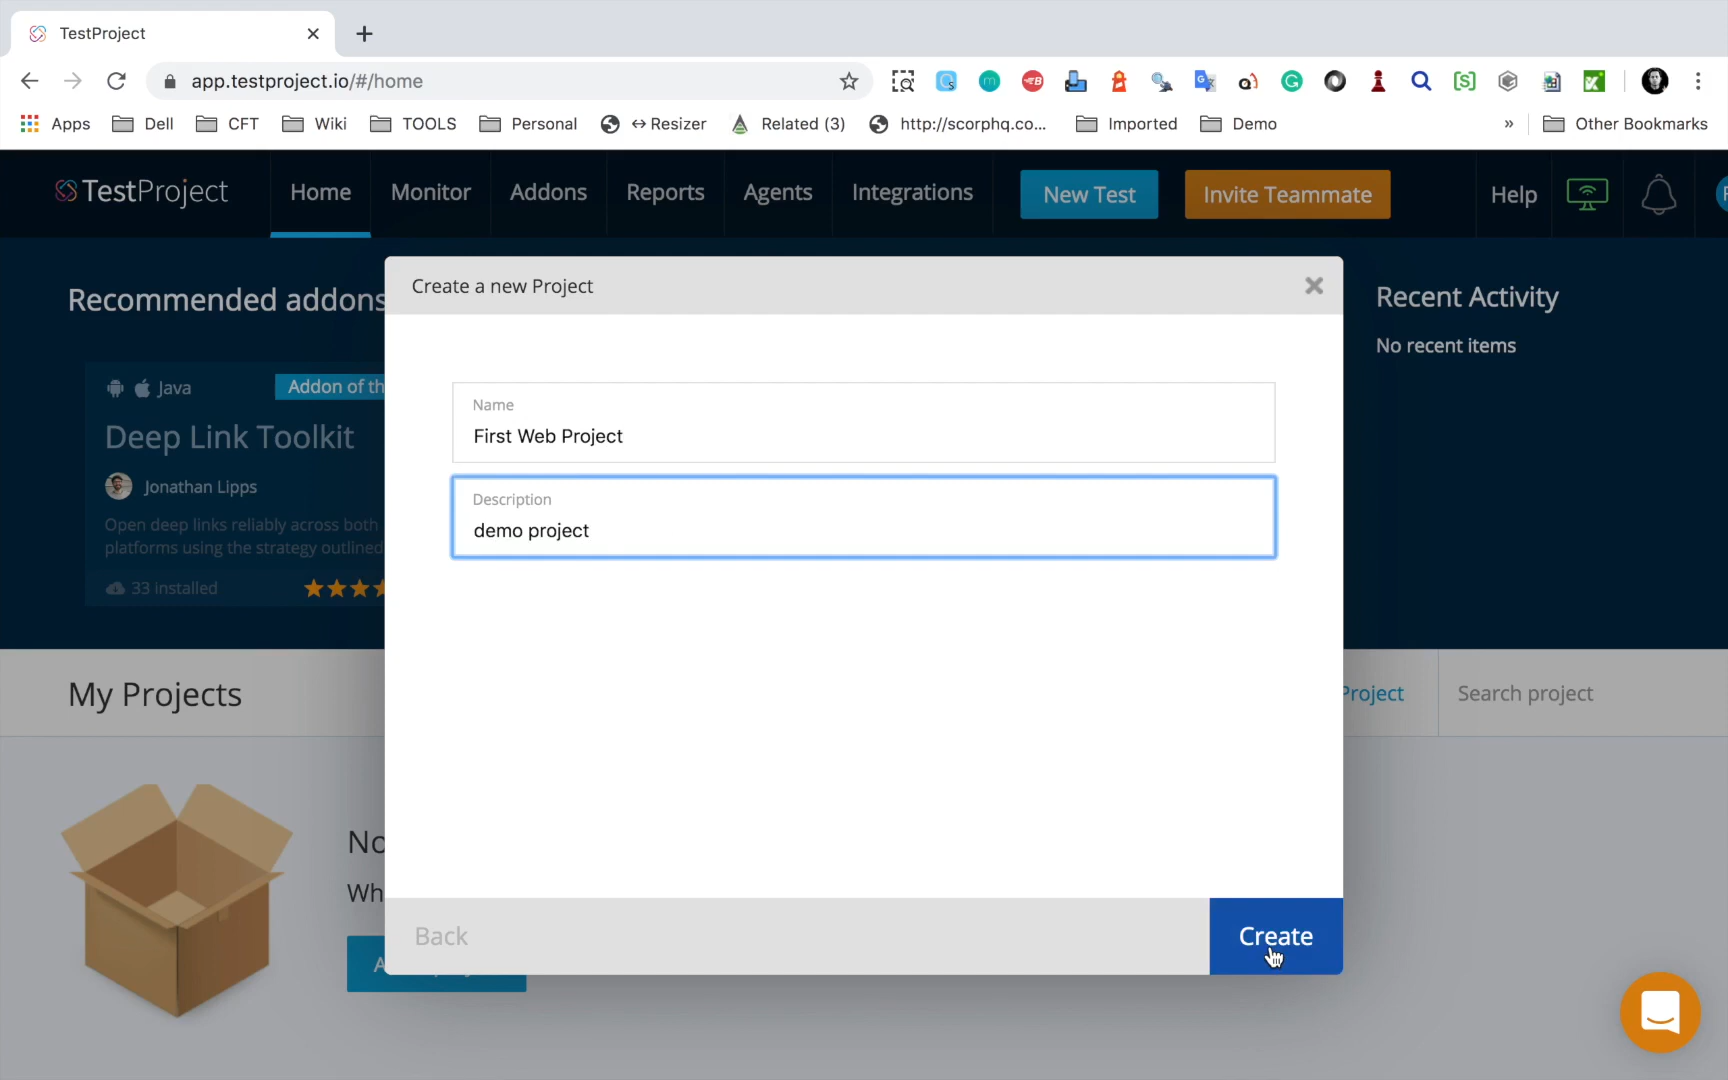 TestProject
app.testproject.io/#/home
Apps Dell CFT Wiki TOOLS Personal ↔Resizer Related (3) http://scorphq.co... Imported Demo » Other Bookmarks
TestProject Home Monitor Addons Reports Agents Integrations New Test Invite Teammate Help
Recommended addons
Create a new Project
Recent Activity
No recent items
Java
Addon of th
Deep Link Toolkit
Jonathan Lipps
Open deep links reliably across both
platforms using the strategy outlined
33 installed
Name
First Web Project
Description
demo project
My Projects
Project
Search project
No
Wh
A
Back
Create